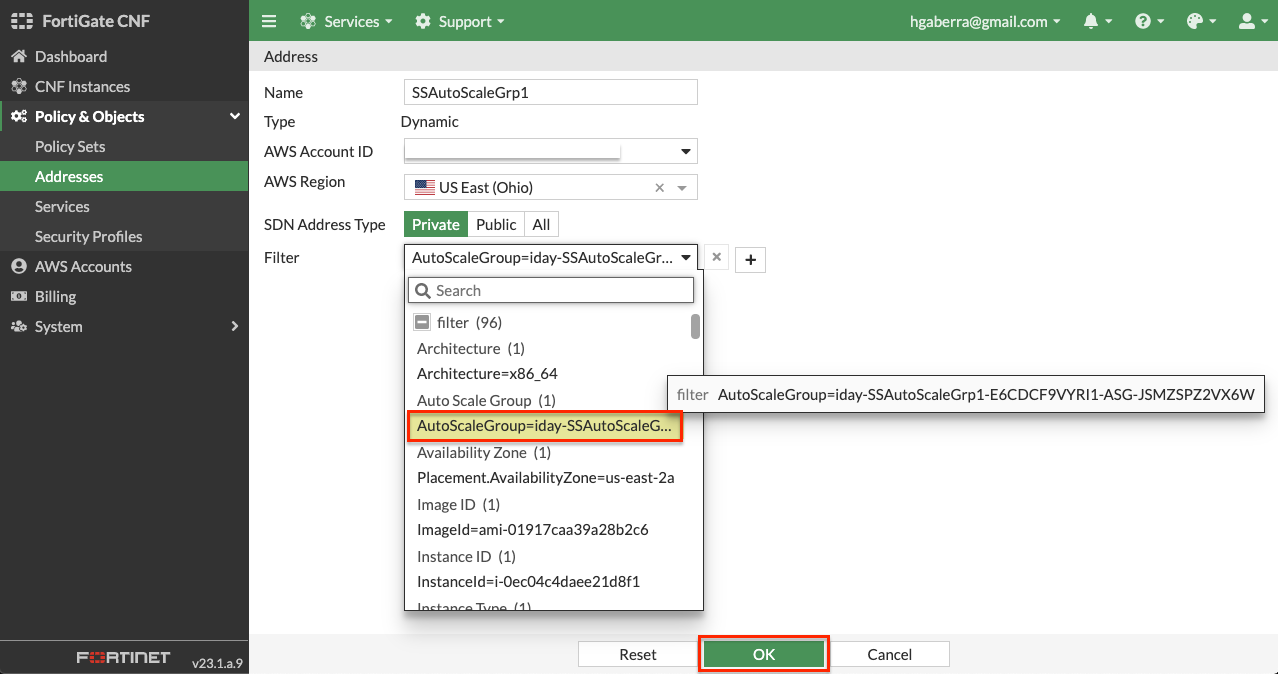 FortiGate CNF
Services
Support
hgaberra@gmail.com
Dashboard
CNF Instances
Policy & Objects
Policy Sets
Addresses
Services
Security Profiles
AWS Accounts
Billing
System
FORTINET
v23.1.a.9
Address
Name SSAutoScaleGrp1
Type Dynamic
AWS Account ID
AWS Region US East (Ohio)
SDN Address Type Private Public All
Filter AutoScaleGroup=iday-SSAutoScaleGr...
Search
filter (96)
Architecture (1)
Architecture=x86_64
Auto Scale Group (1)
AutoScaleGroup=iday-SSAutoScaleG...
Availability Zone (1)
Placement.AvailabilityZone=us-east-2a
Image ID (1)
ImageId=ami-01917caa39a28b2c6
Instance ID (1)
InstanceId=i-0ec04c4daee21d8f1
Instance Type (1)
filter AutoScaleGroup=iday-SSAutoScaleGrp1-E6CDCF9VYRI1-ASG-JSMZSPZ2VX6W
Reset OK Cancel